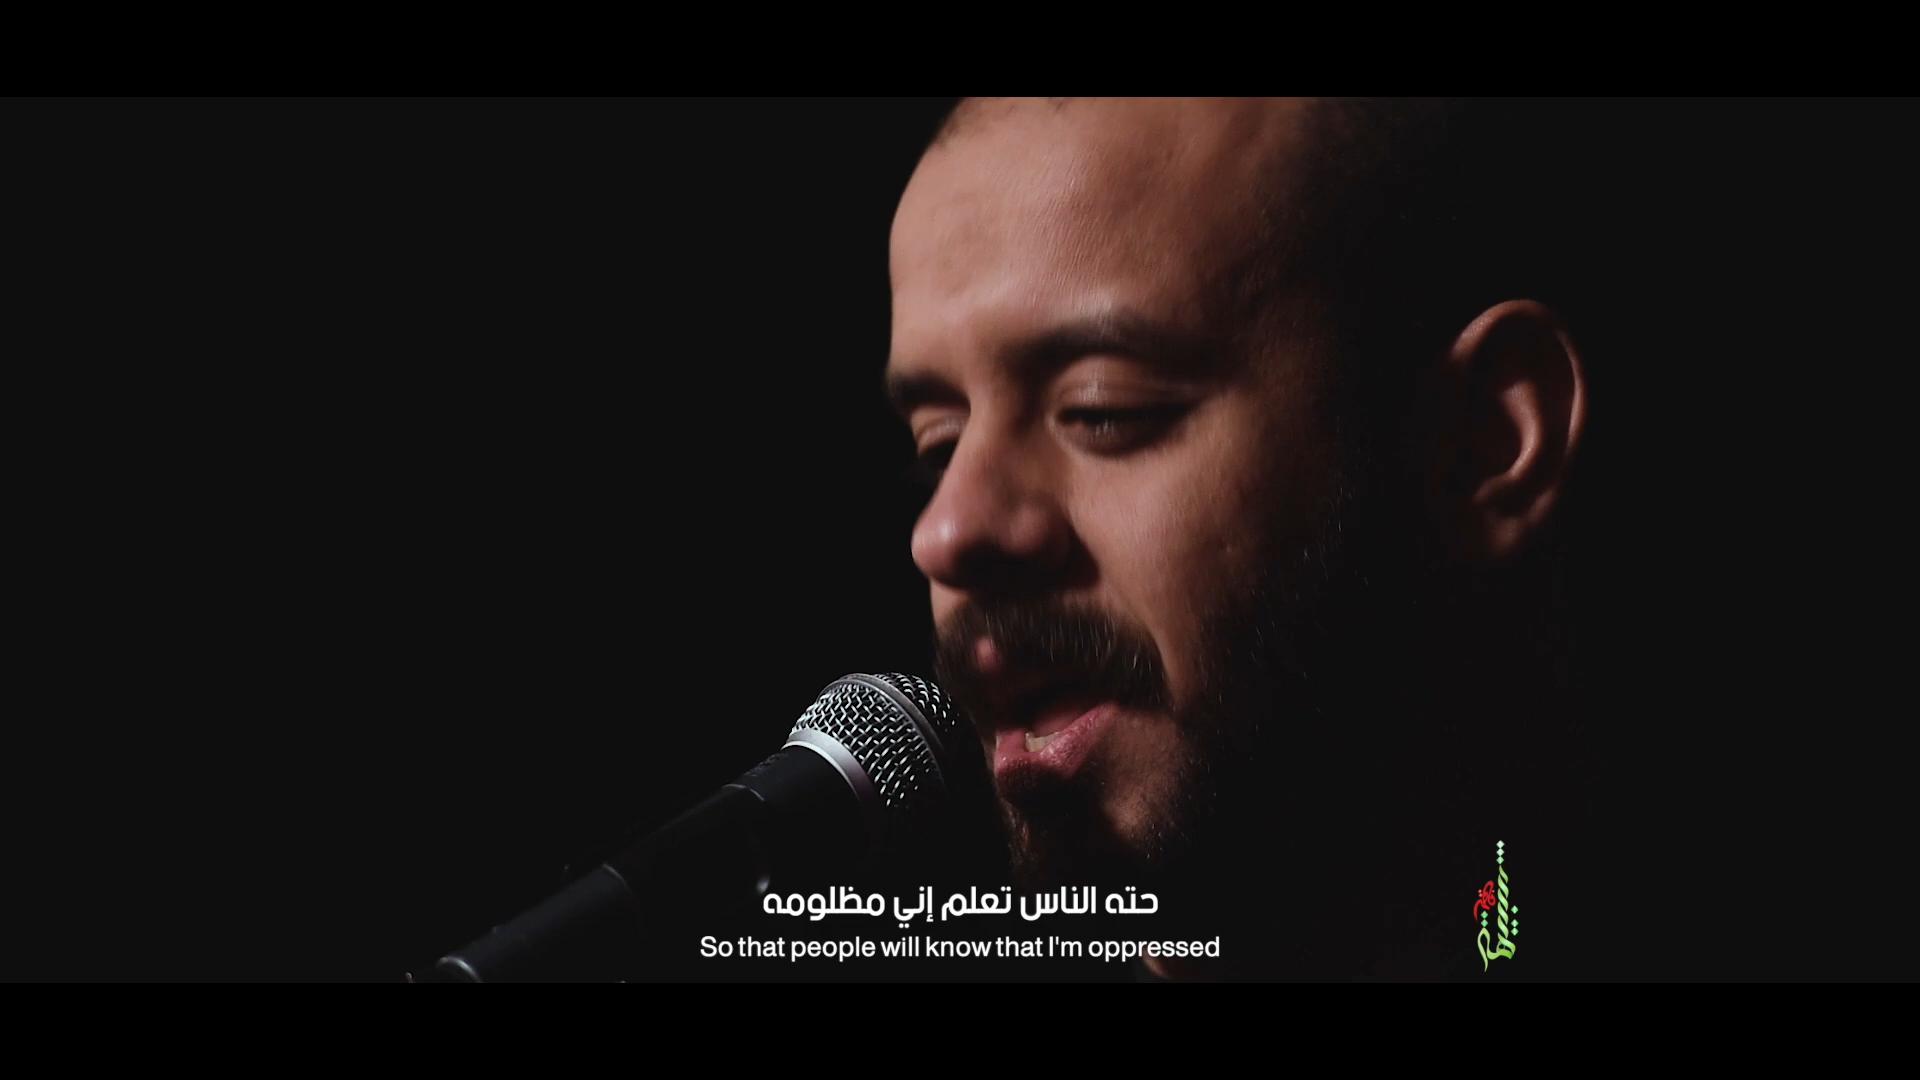 حته الناس تعلم إني مظلومه
So that people will know that I'm oppressed